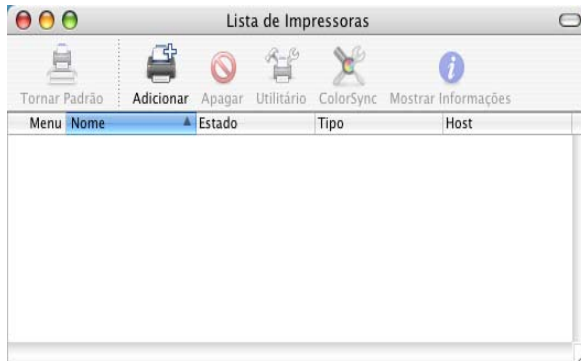 Lista de Impressoras
Tornar Padrão Adicionar Apagar Utilitário ColorSync Mostrar Informações
Menu Nome Estado Tipo Host